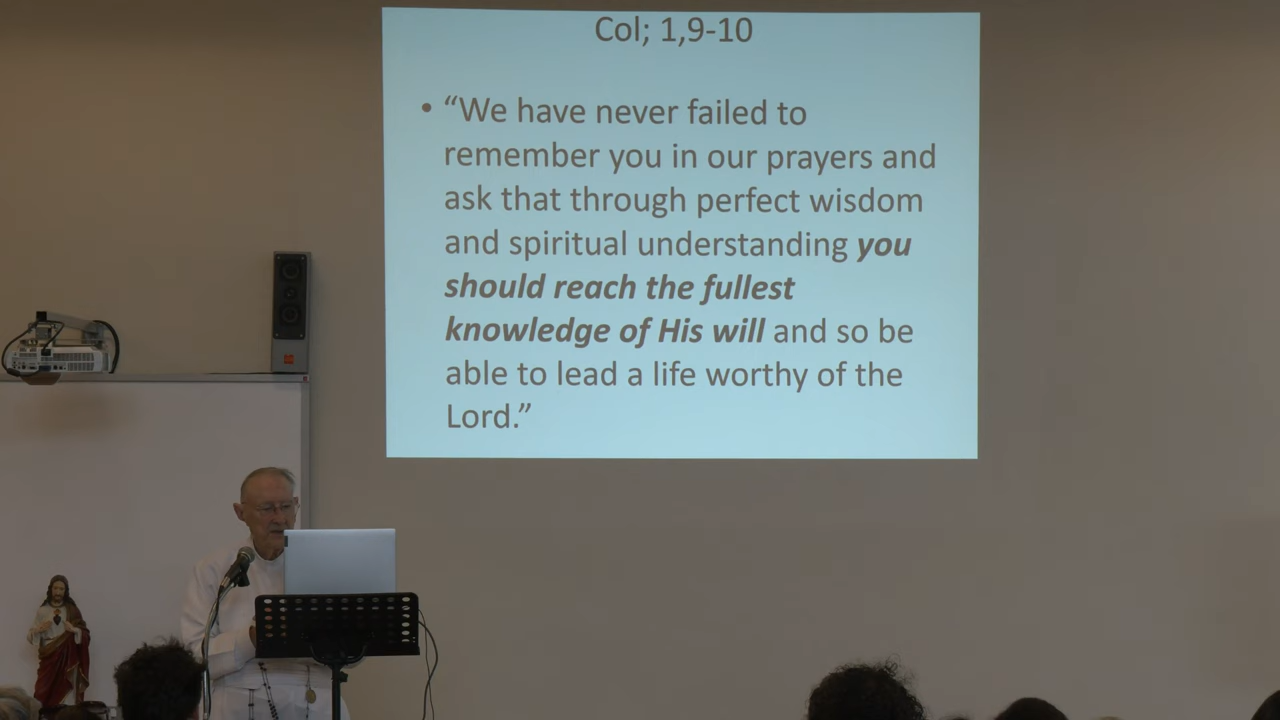 Col; 1,9-10
• “We have never failed to
remember you in our prayers and
ask that through perfect wisdom
and spiritual understanding you
should reach the fullest
knowledge of His will and so be
able to lead a life worthy of the
Lord.”